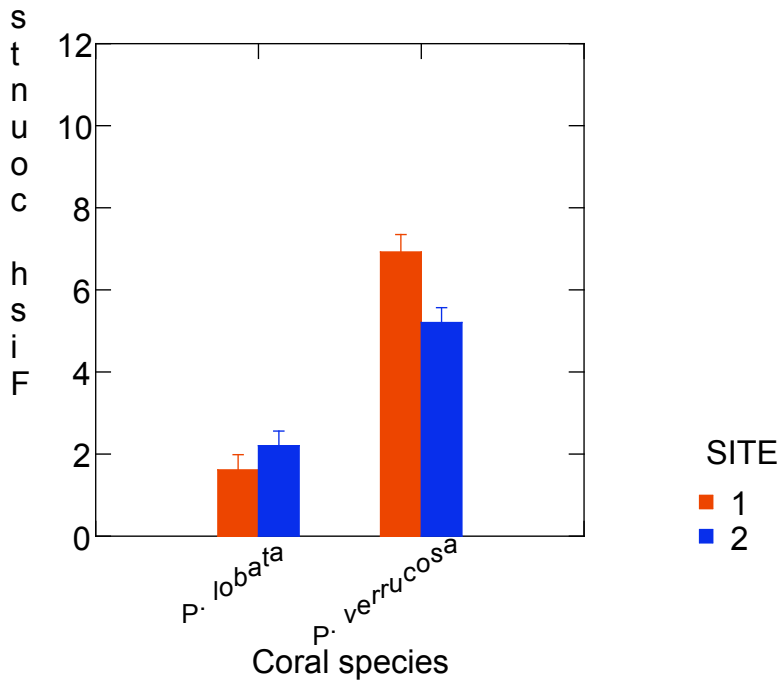 Fish counts
12
10
8
6
4
2
0
P. lobata
P. verrucosa
Coral species
SITE
1
2